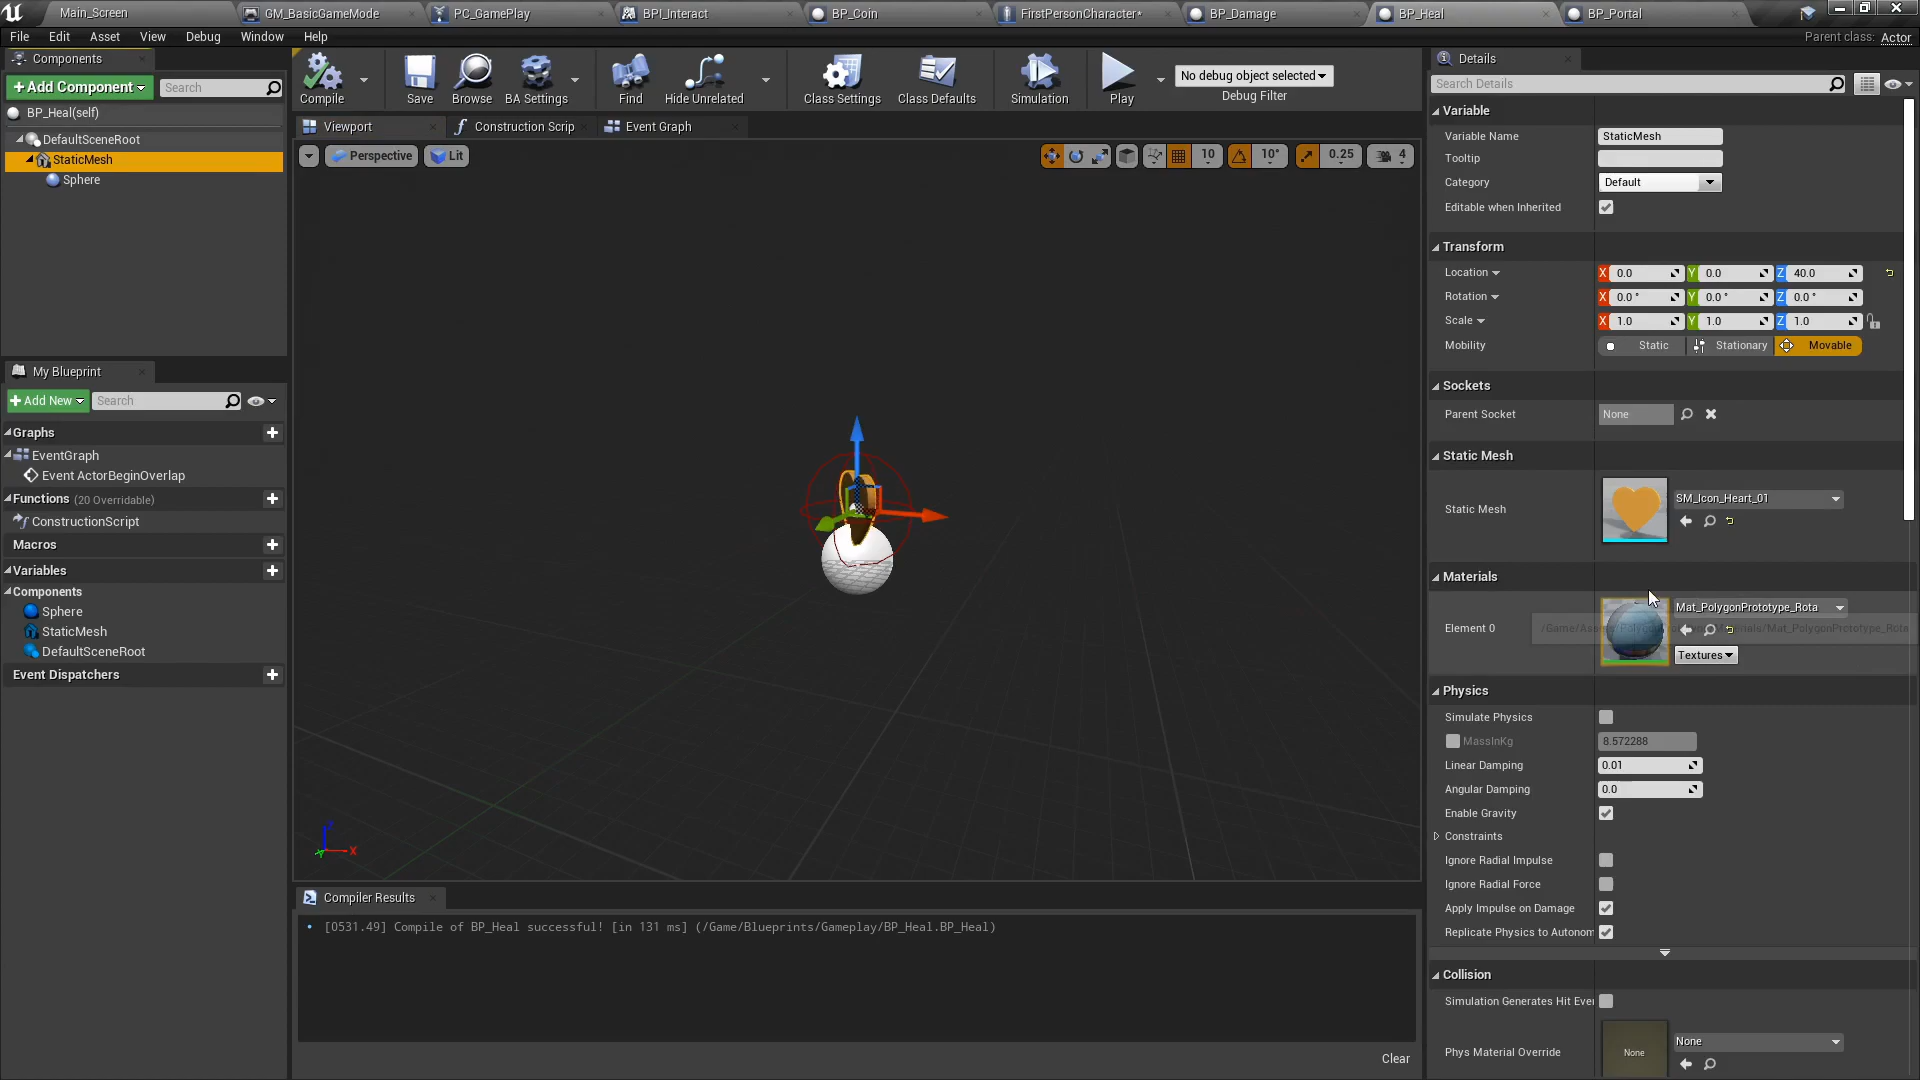 Main_Screen
GM_BasicGameMode
PC_GamePlay
BPI_Interact
BP_Coin
FirstPersonCharacter*
BP_Damage
BP_Heal
BP_Portal
File Edit Asset View Debug Window Help
Parent class: Actor
Components
+Add Component
Search
BP_Heal(self)
DefaultSceneRoot
StaticMesh
Sphere
Compile
Save
Browse
BA Settings
Find
Hide Unrelated
Class Settings
Class Defaults
Simulation
Play
No debug object selected
Debug Filter
Viewport
Construction Scrip
Event Graph
Perspective
Lit
10
10°
0.25
4
Z
X
Y
My Blueprint
+Add New
Search
Graphs
EventGraph
Event ActorBeginOverlap
Functions (20 Overridable)
ConstructionScript
Macros
Variables
Components
Sphere
StaticMesh
DefaultSceneRoot
Event Dispatchers
Compiler Results
• [0531.49] Compile of BP_Heal successful! [in 131 ms] (/Game/Blueprints/Gameplay/BP_Heal.BP_Heal)
Clear
Details
Search Details
Variable
Variable Name StaticMesh
Tooltip
Category Default
Editable when Inherited
Transform
Location X 0.0 Y 0.0 Z 40.0
Rotation X 0.0 ° Y 0.0 ° Z 0.0 °
Scale X 1.0 Y 1.0 Z 1.0
Mobility Static Stationary Movable
Sockets
Parent Socket None
Static Mesh
Static Mesh SM_Icon_Heart_01
Materials
Mat_PolygonPrototype_Rota
Element 0
Textures
Physics
Simulate Physics
MassInKg 8.572288
Linear Damping 0.01
Angular Damping 0.0
Enable Gravity
Constraints
Ignore Radial Impulse
Ignore Radial Force
Apply Impulse on Damage
Replicate Physics to Autonom
Collision
Simulation Generates Hit Eve
Phys Material Override None
None